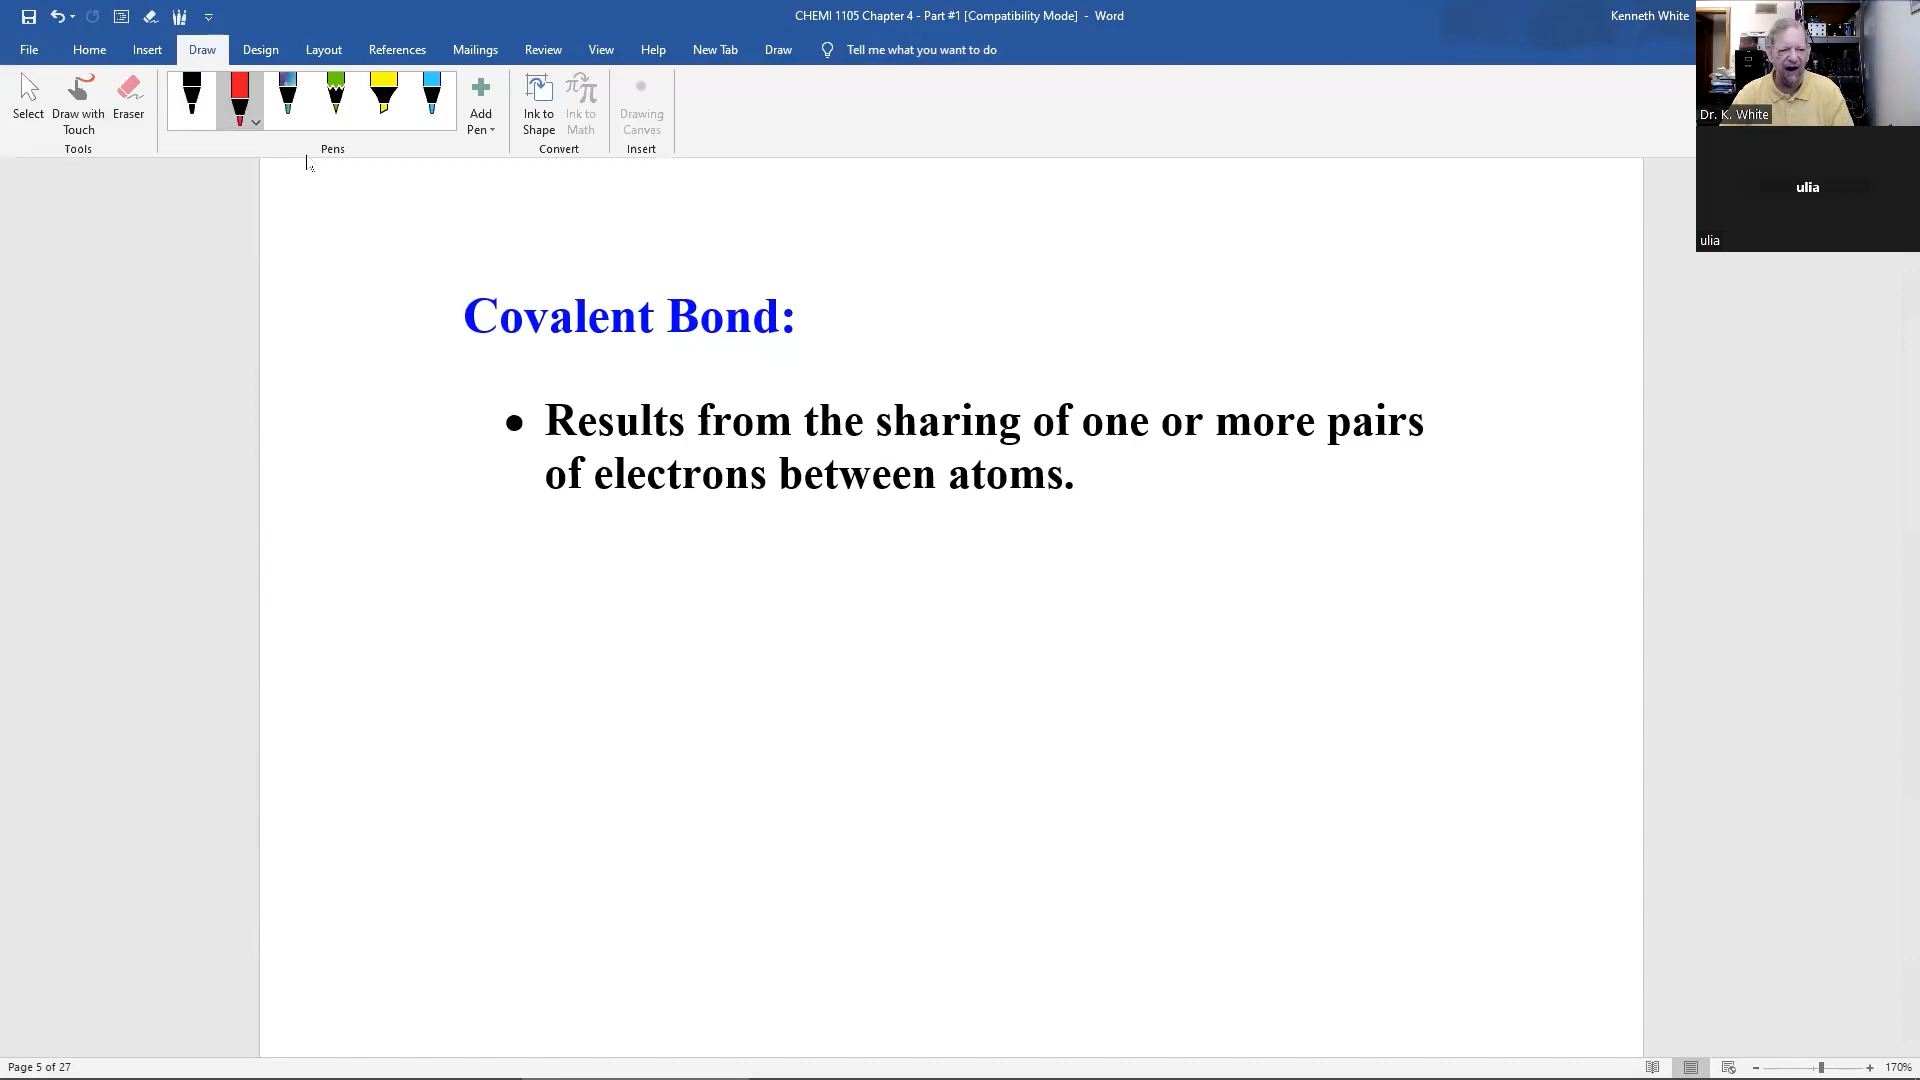 CHEMI 1105 Chapter 4 - Part #1 [Compatibility Mode] - Word
Kenneth White
File Home Insert Draw Design Layout References Mailings Review View Help New Tab Draw Tell me what you want to do
Select
Draw with
Touch
Eraser
Add
Pen
Ink to
Shape
Ink to
Math
Drawing
Canvas
Tools
Pens
Convert
Insert
Dr. K. White
ulia
ulia
Covalent Bond:
• Results from the sharing of one or more pairs
of electrons between atoms.
Page 5 of 27
170%